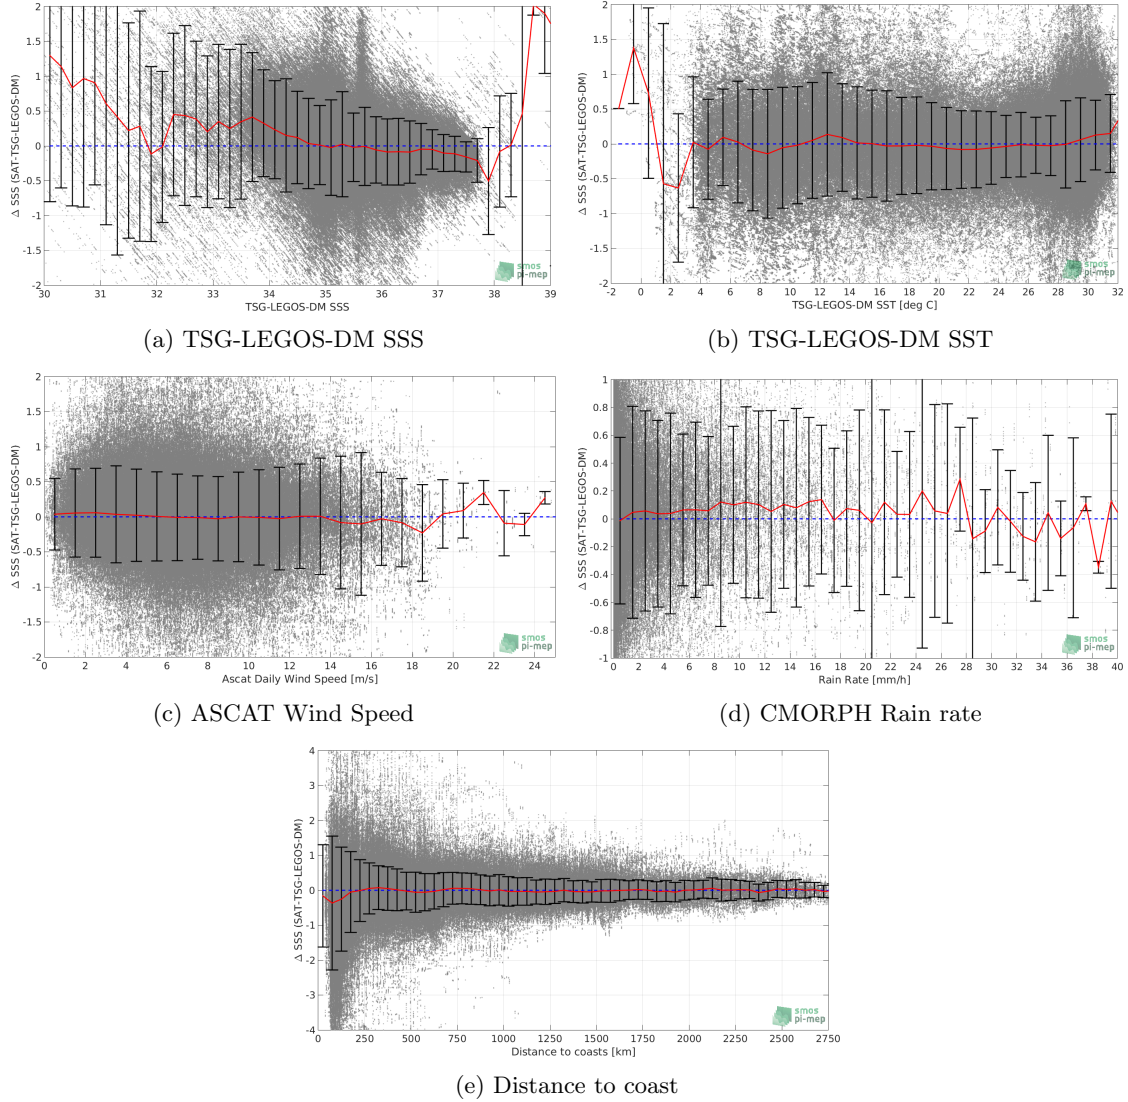 2
1.5
1
0.5
0
-0.5
-1
-1.5
-2
Δ SSS (SAT-TSG-LEGOS-DM)
30 31 32 33 34 35 36 37 38 39
TSG-LEGOS-DM SSS
smos
pi-mep
(a) TSG-LEGOS-DM SSS
2
1.5
1
0.5
0
-0.5
-1
-1.5
-2
Δ SSS (SAT-TSG-LEGOS-DM)
-2 0 2 4 6 8 10 12 14 16 18 20 22 24 26 28 30 32
TSG-LEGOS-DM SST [deg C]
smos
pi-mep
(b) TSG-LEGOS-DM SST
2
1.5
1
0.5
0
-0.5
-1
-1.5
-2
Δ SSS (SAT-TSG-LEGOS-DM)
0 2 4 6 8 10 12 14 16 18 20 22 24
Ascat Daily Wind Speed [m/s]
smos
pi-mep
(c) ASCAT Wind Speed
1
0.8
0.6
0.4
0.2
0
-0.2
-0.4
-0.6
-0.8
-1
Δ SSS (SAT-TSG-LEGOS-DM)
0 2 4 6 8 10 12 14 16 18 20 22 24 26 28 30 32 34 36 38 40
Rain Rate [mm/h]
smos
pi-mep
(d) CMORPH Rain rate
4
3
2
1
0
-1
-2
-3
-4
Δ SSS (SAT-TSG-LEGOS-DM)
0 250 500 750 1000 1250 1500 1750 2000 2250 2500 2750
Distance to coasts [km]
smos
pi-mep
(e) Distance to coast